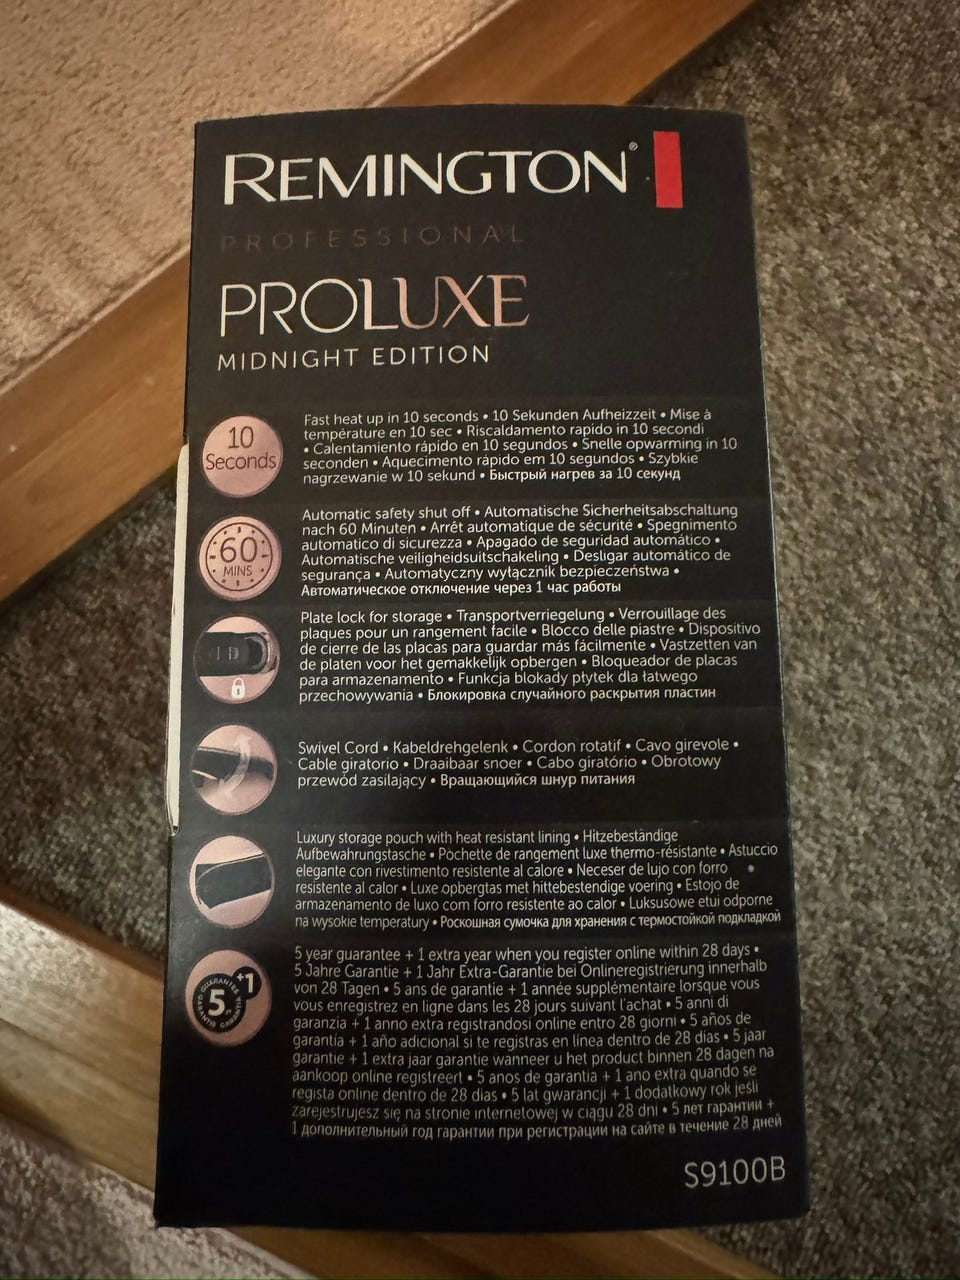 REMINGTON®
PROFESSIONAL
PROLUXE
MIDNIGHT EDITION
10
Seconds
Fast heat up in 10 seconds • 10 Sekunden Aufheizzeit • Mise à
température en 10 sec • Riscaldamento rapido in 10 secondi
• Calentamiento rápido en 10 segundos • Snelle opwarming in 10
seconden • Aquecimento rápido em 10 segundos • Szybkie
nagrzewanie w 10 sekund • Быстрый нагрев за 10 секунд
60
MINS
Automatic safety shut off • Automatische Sicherheitsabschaltung
nach 60 Minuten • Arrêt automatique de sécurité • Spegnimento
automatico di sicurezza • Apagado de seguridad automático •
Automatische veiligheidsuitschakeling • Desligar automático de
segurança • Automatyczny wyłącznik bezpieczeństwa •
Автоматическое отключение через 1 час работы
Plate lock for storage • Transportverriegelung • Verrouillage des
plaques pour un rangement facile • Blocco delle piastre • Dispositivo
de cierre de las placas para guardar más fácilmente • Vastzetten van
de platen voor het gemakkelijk opbergen • Bloqueador de placas
para armazenamento • Funkcja blokady płytek dla łatwego
przechowywania • Блокировка случайного раскрытия пластин
Swivel Cord • Kabeldrehgelenk • Cordon rotatif • Cavo girevole •
Cable giratorio • Draaibaar snoer • Cabo giratório • Obrotowy
przewód zasilający • Вращающийся шнур питания
Luxury storage pouch with heat resistant lining • Hitzebeständige
Aufbewahrungstasche • Pochette de rangement luxe thermo-résistante • Astuccio
elegante con rivestimento resistente al calore • Neceser de lujo con forro
resistente al calor • Luxe opbergtas met hittebestendige voering • Estojo de
armazenamento de luxo com forro resistente ao calor • Luksusowe etui odporne
na wysokie temperatury • Роскошная сумочка для хранения с термостойкой подкладкой
GUARANTEE
5
+1
GARANTIE GARANTIA
5 year guarantee + 1 extra year when you register online within 28 days •
5 Jahre Garantie + 1 Jahr Extra-Garantie bei Onlineregistrierung innerhalb
von 28 Tagen • 5 ans de garantie + 1 année supplémentaire lorsque vous
vous enregistrez en ligne dans les 28 jours suivant l'achat • 5 anni di
garanzia + 1 anno extra registrandosi online entro 28 giorni • 5 años de
garantía + 1 año adicional si te registras en línea dentro de 28 días • 5 jaar
garantie + 1 extra jaar garantie wanneer u het product binnen 28 dagen na
aankoop online registreert • 5 anos de garantia + 1 ano extra quando se
regista online dentro de 28 dias • 5 lat gwarancji + 1 dodatkowy rok jeśli
zarejestrujesz się na stronie internetowej w ciągu 28 dni • 5 лет гарантии +
1 дополнительный год гарантии при регистрации на сайте в течение 28 дней
S9100B